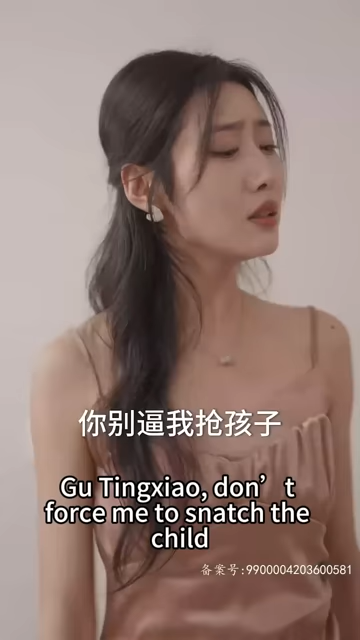 你别逼我抢孩子
Gu Tingxiao, don’t
force me to snatch the
child
备案号:9900004203600581